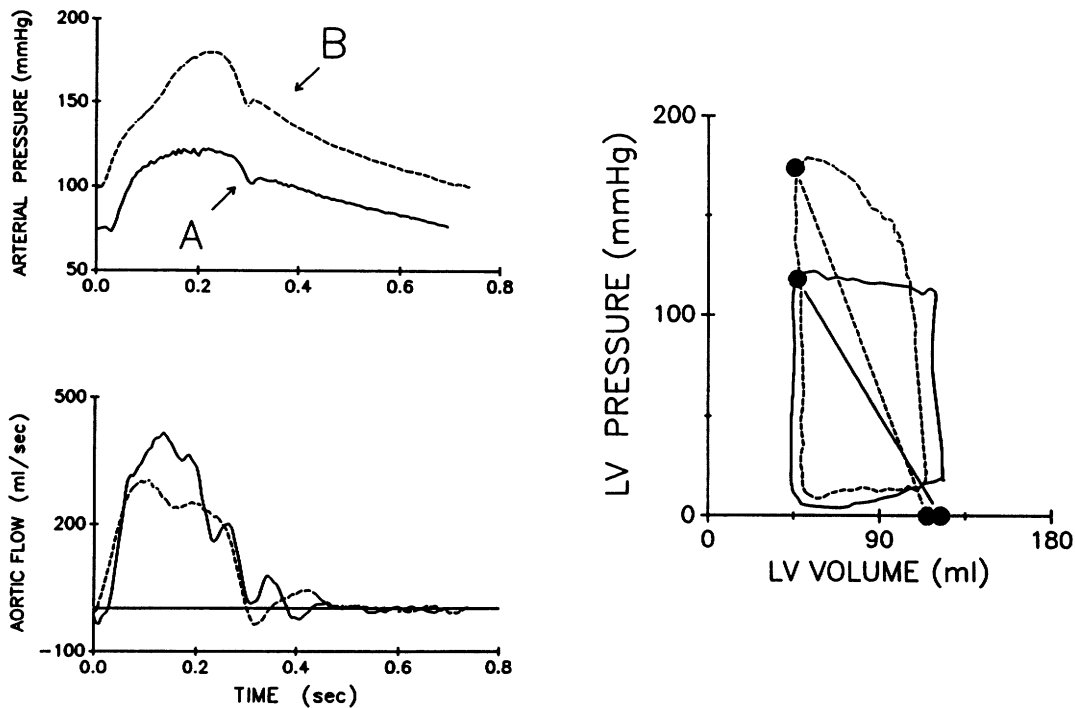 ARTERIAL PRESSURE (mmHg)
200
150
100
50
B
A
0.0 0.2 0.4 0.6 0.8
AORTIC FLOW (ml/sec)
500
200
-100
0.0 0.2 0.4 0.6 0.8
TIME (sec)
LV PRESSURE (mmHg)
200
100
0
0 90 180
LV VOLUME (ml)